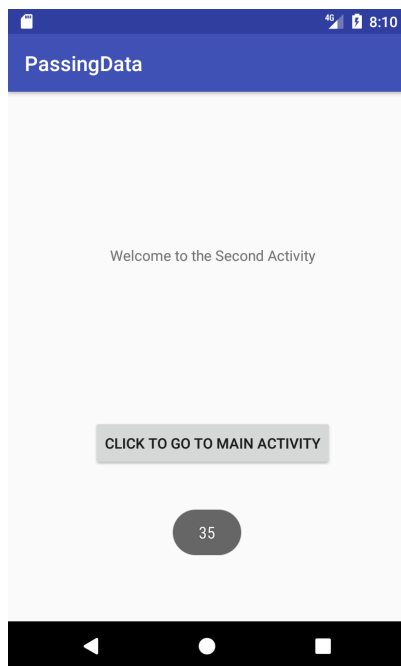 4G 8:10
PassingData
Welcome to the Second Activity
CLICK TO GO TO MAIN ACTIVITY
35